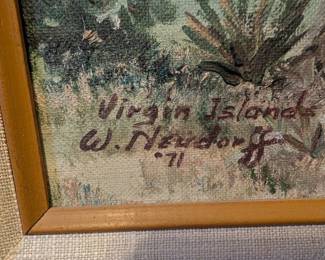 Virgin Islands
W. Neudorff
'71